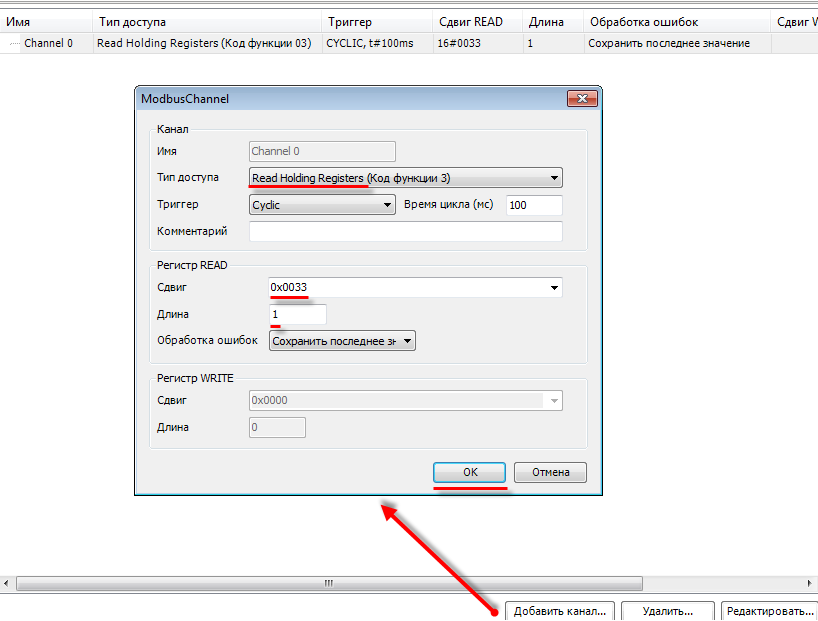 Имя Тип доступа Триггер Сдвиг READ Длина Обработка ошибок Сдвиг W
Channel 0 Read Holding Registers (Код функции 03) CYCLIC, t#100ms 16#0033 1 Сохранить последнее значение
ModbusChannel
Канал
Имя Channel 0
Тип доступа Read Holding Registers (Код функции 3)
Триггер Cyclic Время цикла (мс) 100
Комментарий
Регистр READ
Сдвиг 0x0033
Длина 1
Обработка ошибок Сохранить последнее зн
Регистр WRITE
Сдвиг 0x0000
Длина 0
OK Отмена
Добавить канал... Удалить... Редактировать...